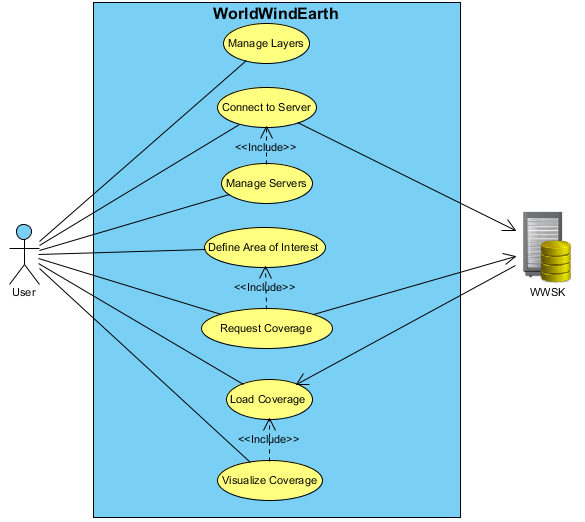 WorldWindEarth
Manage Layers
Connect to Server
<<Include>>
Manage Servers
Define Area of Interest
<<Include>>
User
WWSK
Request Coverage
Load Coverage
<<Include>>
Visualize Coverage